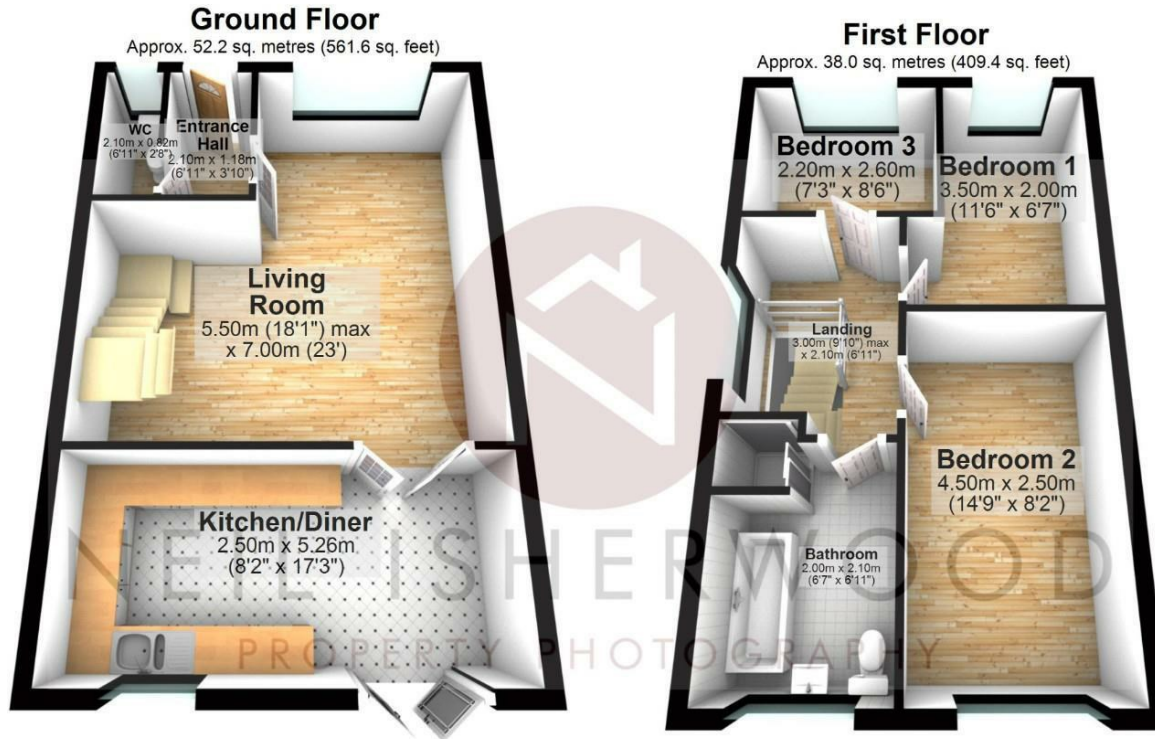 Ground Floor
Approx. 52.2 sq. metres (561.6 sq. feet)
WC
2.10m x 0.82m
(6'11" x 2'8")
Entrance
Hall
2.10m x 1.18m
(6'11" x 3'10")
Living
Room
5.50m (18'1") max
x 7.00m (23')
Kitchen/Diner
2.50m x 5.26m
(8'2" x 17'3")
First Floor
Approx. 38.0 sq. metres (409.4 sq. feet)
Bedroom 3
2.20m x 2.60m
(7'3" x 8'6")
Bedroom 1
3.50m x 2.00m
(11'6" x 6'7")
Landing
3.00m (9'10") max
x 2.10m (6'11")
Bedroom 2
4.50m x 2.50m
(14'9" x 8'2")
Bathroom
2.00m x 2.10m
(6'7" x 6'11")
NEIL ISHERWOOD
PROPERTY PHOTOGRAPHY